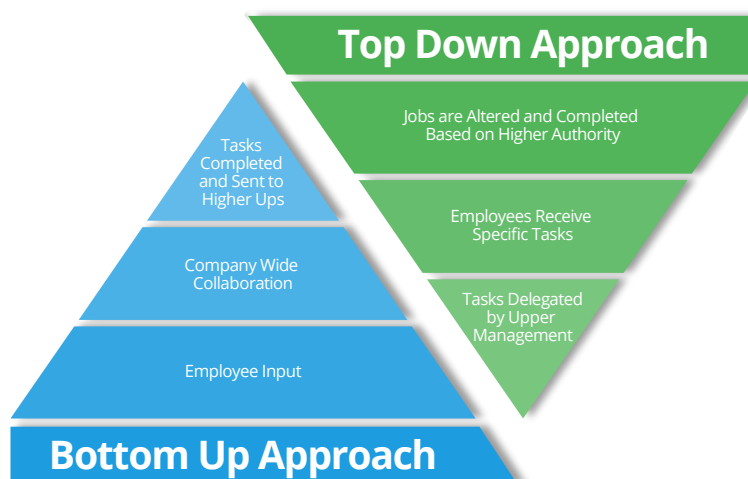 Top Down Approach
Jobs are Altered and Completed
Based on Higher Authority
Employees Receive
Specific Tasks
Tasks Delegated
by Upper
Management
Tasks
Completed
and Sent to
Higher Ups
Company Wide
Collaboration
Employee Input
Bottom Up Approach